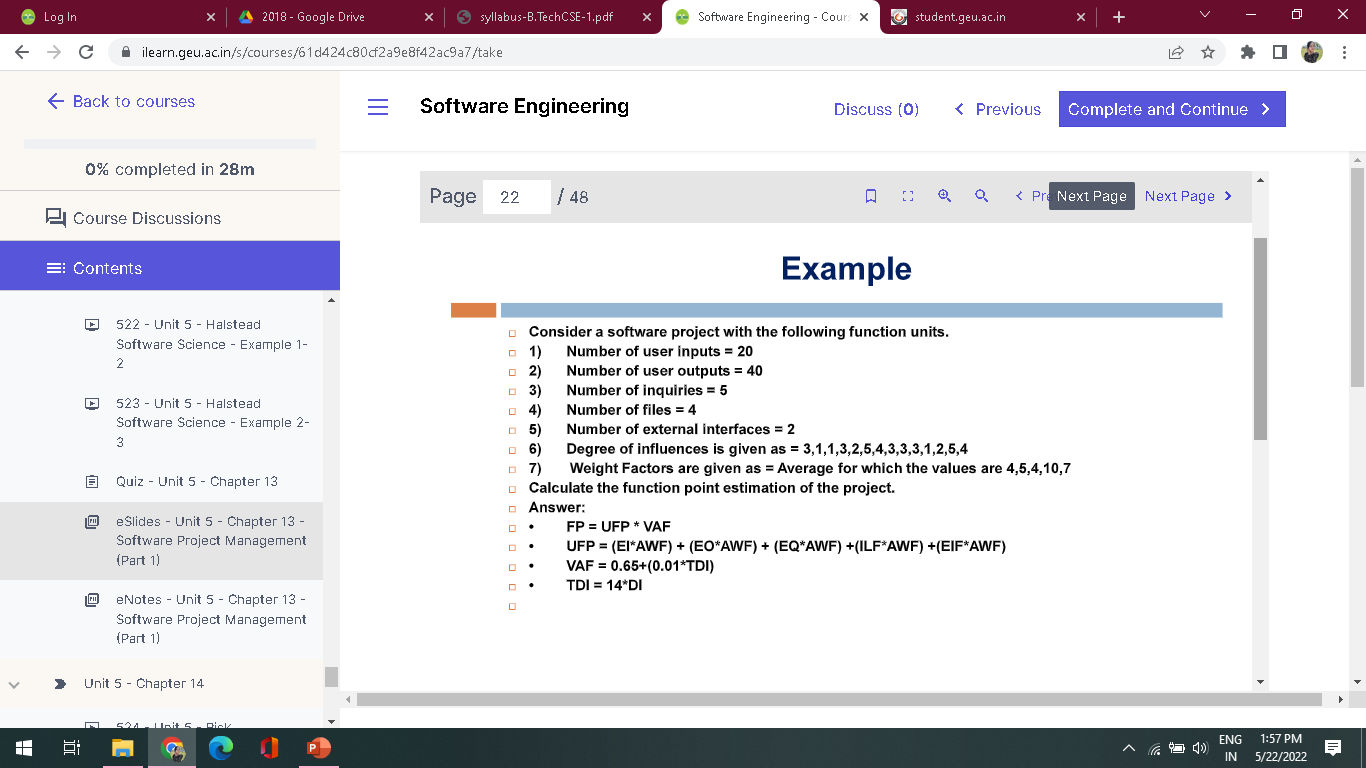 Log In
2018 - Google Drive
syllabus-B.TechCSE-1.pdf
Software Engineering - Cour
student.geu.ac.in
ilearn.geu.ac.in/s/courses/61d424c80cf2a9e8f42ac9a7/take
Back to courses
0% completed in 28m
Course Discussions
Contents
522 - Unit 5 - Halstead
Software Science - Example 1-
2
523 - Unit 5 - Halstead
Software Science - Example 2-
3
Quiz - Unit 5 - Chapter 13
eSlides - Unit 5 - Chapter 13 -
Software Project Management
(Part 1)
eNotes - Unit 5 - Chapter 13 -
Software Project Management
(Part 1)
Unit 5 - Chapter 14
524 - Unit 5 - Risk
Software Engineering
Discuss (0)
Previous
Complete and Continue
Page 22 / 48
Pre
Next Page
Next Page
Example
Consider a software project with the following function units.
1) Number of user inputs = 20
2) Number of user outputs = 40
3) Number of inquiries = 5
4) Number of files = 4
5) Number of external interfaces = 2
6) Degree of influences is given as = 3,1,1,3,2,5,4,3,3,3,1,2,5,4
7) Weight Factors are given as = Average for which the values are 4,5,4,10,7
Calculate the function point estimation of the project.
Answer:
• FP = UFP * VAF
• UFP = (EI*AWF) + (EO*AWF) + (EQ*AWF) +(ILF*AWF) +(EIF*AWF)
• VAF = 0.65+(0.01*TDI)
• TDI = 14*DI
ENG
IN
1:57 PM
5/22/2022